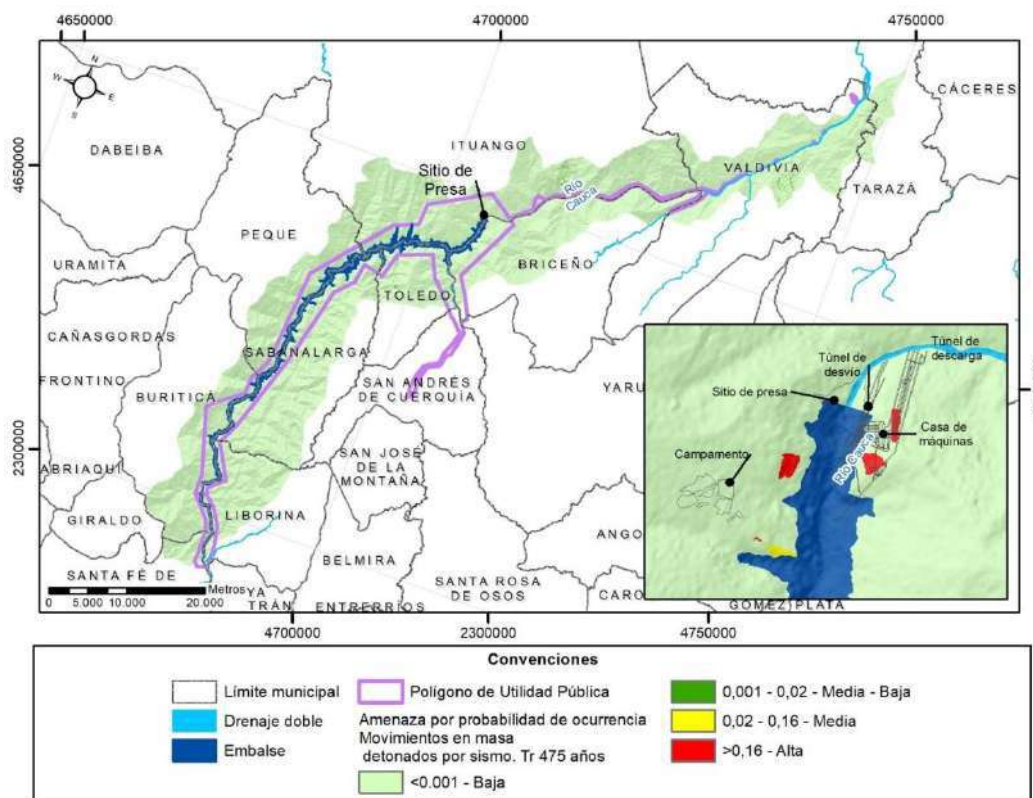 4650000
4700000
4750000
4650000
2300000
N
W
E
S
DABEIBA
ITUANGO
CÁCERES
Sitio de
Presa
VALDIVIA
TARAZÁ
Río
Cauca
PEQUE
URAMITA
BRICEÑO
TOLEDO
CAÑASGORDAS
SABANALARGA
FRONTINO
BURITICÁ
SAN ANDRÉS
DE CUERQUÍA
YARU
SAN JOSÉ
DE LA
MONTAÑA
ABRIAQUI
GIRALDO
LIBORINA
BELMIRA
ANGO
SANTA FÉ DE
SANTA ROSA
DE OSOS
CARO
YA
TRÁN
ENTRERRÍOS
GOMEZ PLATA
Metros
0 5.000 10.000 20.000
Túnel de
descarga
Túnel de
desvío
Sitio de presa
Casa de
máquinas
Río Cauca
Campamento
4700000
2300000
4750000
Convenciones
Límite municipal
Drenaje doble
Embalse
Polígono de Utilidad Pública
Amenaza por probabilidad de ocurrencia
Movimientos en masa
detonados por sismo. Tr 475 años
<0.001 - Baja
0,001 - 0,02 - Media - Baja
0,02 - 0,16 - Media
>0,16 - Alta